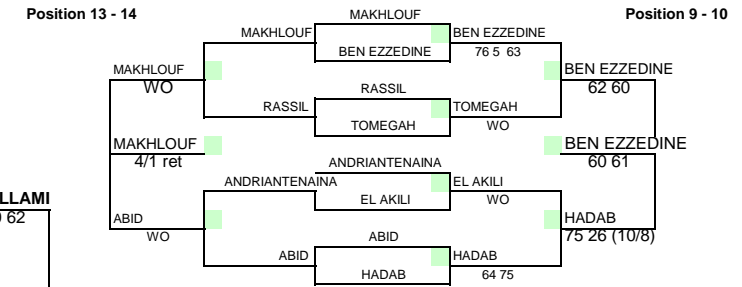 Position 13 - 14
Position 9 - 10
MAKHLOUF
MAKHLOUF
BEN EZZEDINE
BEN EZZEDINE
76 5 63
MAKHLOUF
WO
BEN EZZEDINE
62 60
RASSIL
RASSIL
TOMEGAH
TOMEGAH
WO
MAKHLOUF
4/1 ret
BEN EZZEDINE
60 61
ANDRIANTENAINA
ANDRIANTENAINA
EL AKILI
EL AKILI
WO
LLAMI
62
ABID
WO
HADAB
75 26 (10/8)
ABID
ABID
HADAB
HADAB
64 75